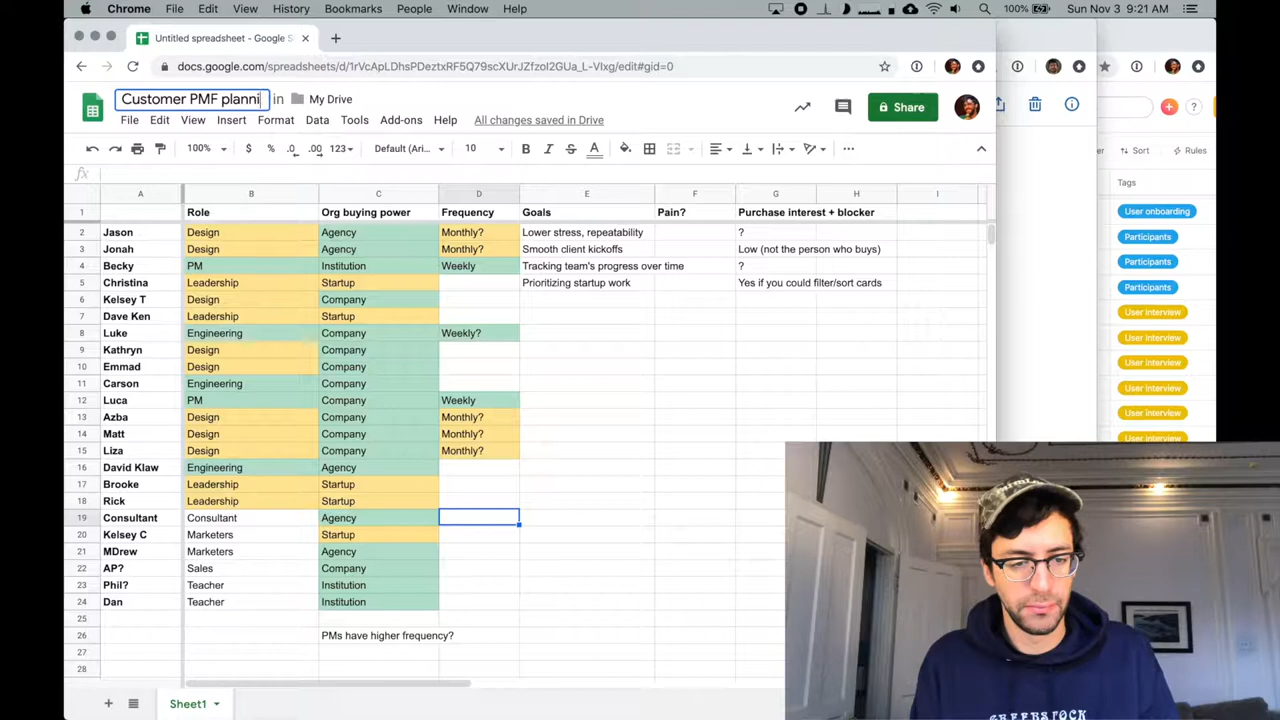 Chrome File Edit View History Bookmarks People Window Help 100% Sun Nov 3 9:21 AM
Untitled spreadsheet - Google S
docs.google.com/spreadsheets/d/1rVcApLDhsPDeztxRF5Q79scXUrJZfzoI2GUa_L-VIxg/edit#gid=0
Customer PMF planni in My Drive
Share
File Edit View Insert Format Data Tools Add-ons Help All changes saved in Drive
100% $ % .0 .00 123 Default (Ari... 10 B I S A
Sort Rules
fx
Tags
A B C D E F G H I
1 Role Org buying power Frequency Goals Pain? Purchase interest + blocker
2 Jason Design Agency Monthly? Lower stress, repeatability ?
3 Jonah Design Agency Monthly? Smooth client kickoffs Low (not the person who buys)
4 Becky PM Institution Weekly Tracking team's progress over time ?
5 Christina Leadership Startup Prioritizing startup work Yes if you could filter/sort cards
6 Kelsey T Design Company
7 Dave Ken Leadership Startup
8 Luke Engineering Company Weekly?
9 Kathryn Design Company
10 Emmad Design Company
11 Carson Engineering Company
12 Luca PM Company Weekly
13 Azba Design Company Monthly?
14 Matt Design Company Monthly?
15 Liza Design Company Monthly?
16 David Klaw Engineering Agency
17 Brooke Leadership Startup
18 Rick Leadership Startup
19 Consultant Consultant Agency
20 Kelsey C Marketers Startup
21 MDrew Marketers Agency
22 AP? Sales Company
23 Phil? Teacher Institution
24 Dan Teacher Institution
25
26 PMs have higher frequency?
27
28
Sheet1
User onboarding
Participants
Participants
Participants
User interview
User interview
User interview
User interview
User interview
User interview